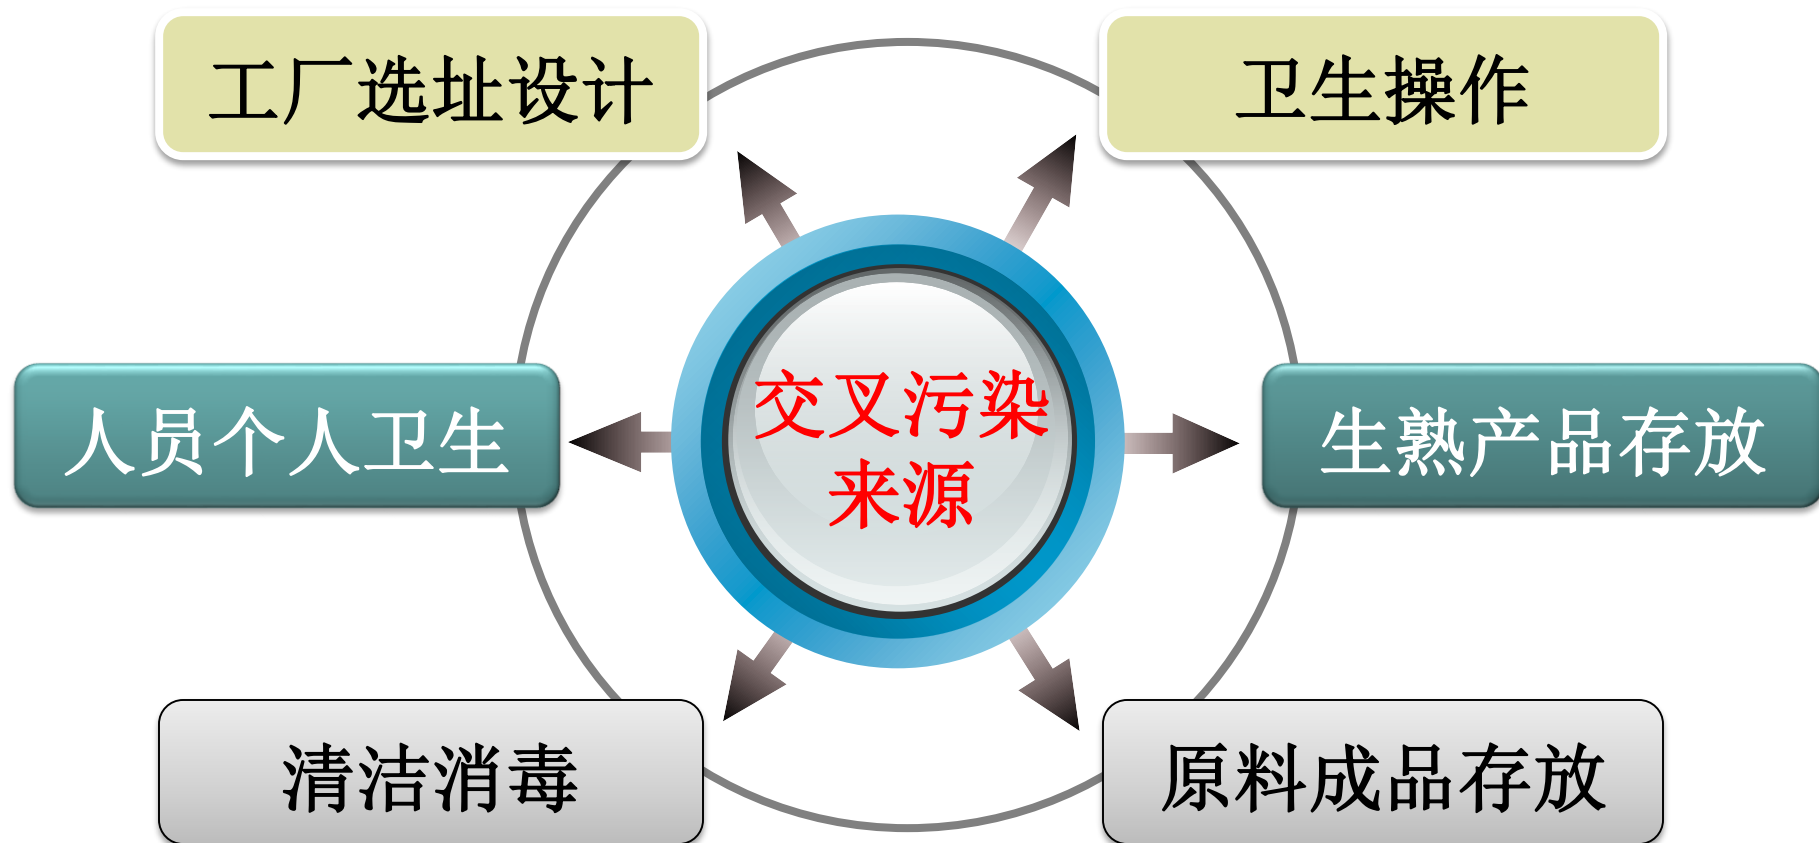 工厂选址设计
卫生操作
交叉污染
来源
人员个人卫生
生熟产品存放
清洁消毒
原料成品存放